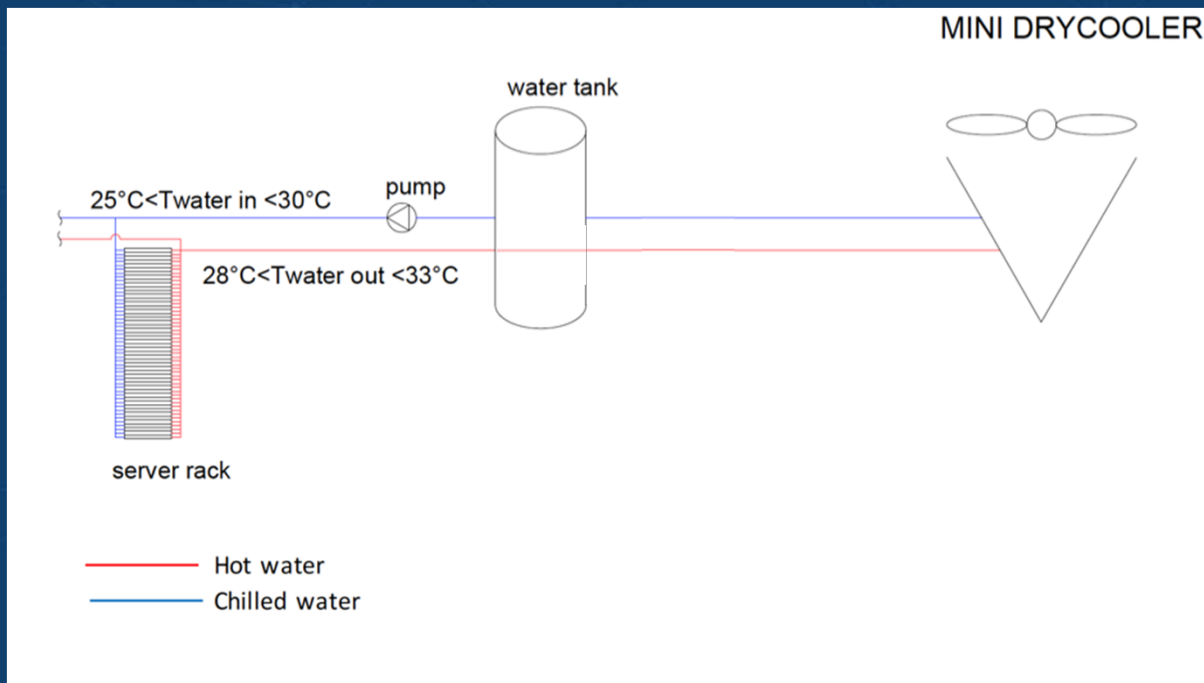 MINI DRYCOOLER
water tank
pump
25°C<Twater in <30°C
28°C<Twater out <33°C
server rack
Hot water
Chilled water